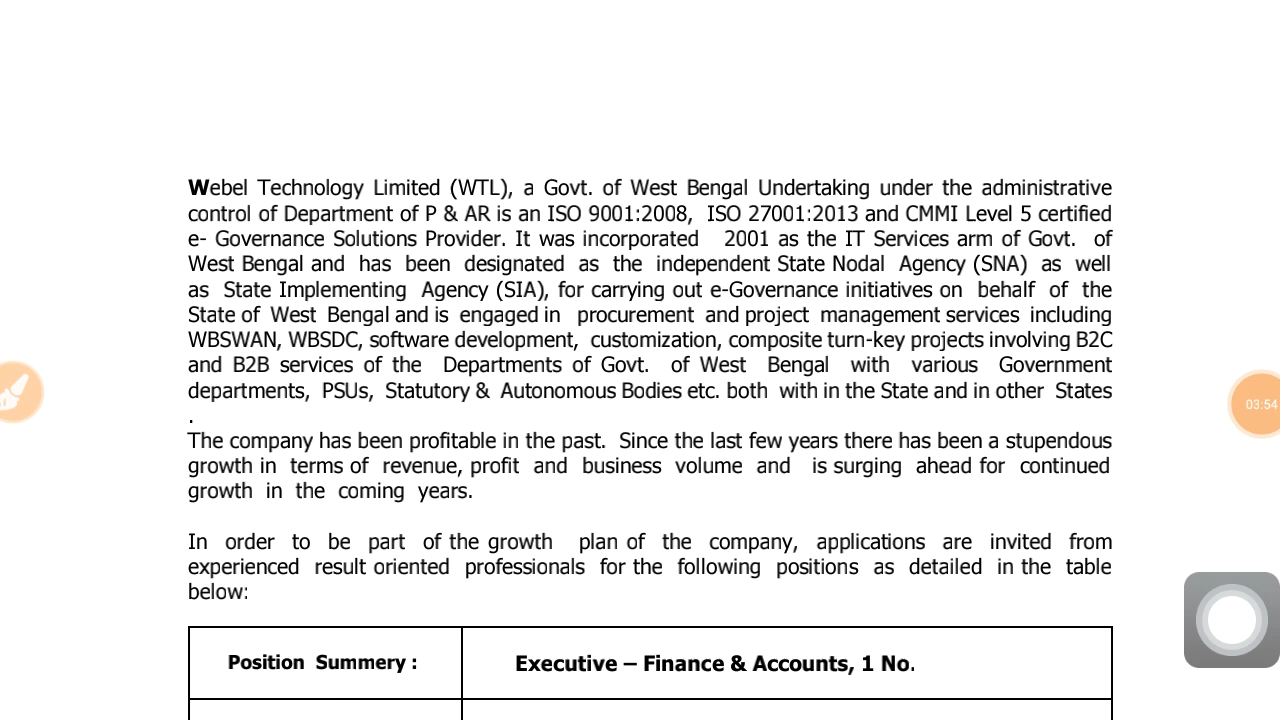 Webel Technology Limited (WTL), a Govt. of West Bengal Undertaking under the administrative
control of Department of P & AR is an ISO 9001:2008, ISO 27001:2013 and CMMI Level 5 certified
e- Governance Solutions Provider. It was incorporated 2001 as the IT Services arm of Govt. of
West Bengal and has been designated as the independent State Nodal Agency (SNA) as well
as State Implementing Agency (SIA), for carrying out e-Governance initiatives on behalf of the
State of West Bengal and is engaged in procurement and project management services including
WBSWAN, WBSDC, software development, customization, composite turn-key projects involving B2C
and B2B services of the Departments of Govt. of West Bengal with various Government
departments, PSUs, Statutory & Autonomous Bodies etc. both with in the State and in other States
.
The company has been profitable in the past. Since the last few years there has been a stupendous
growth in terms of revenue, profit and business volume and is surging ahead for continued
growth in the coming years.
In order to be part of the growth plan of the company, applications are invited from
experienced result oriented professionals for the following positions as detailed in the table
below:
Position Summery : Executive – Finance & Accounts, 1 No.
03:54